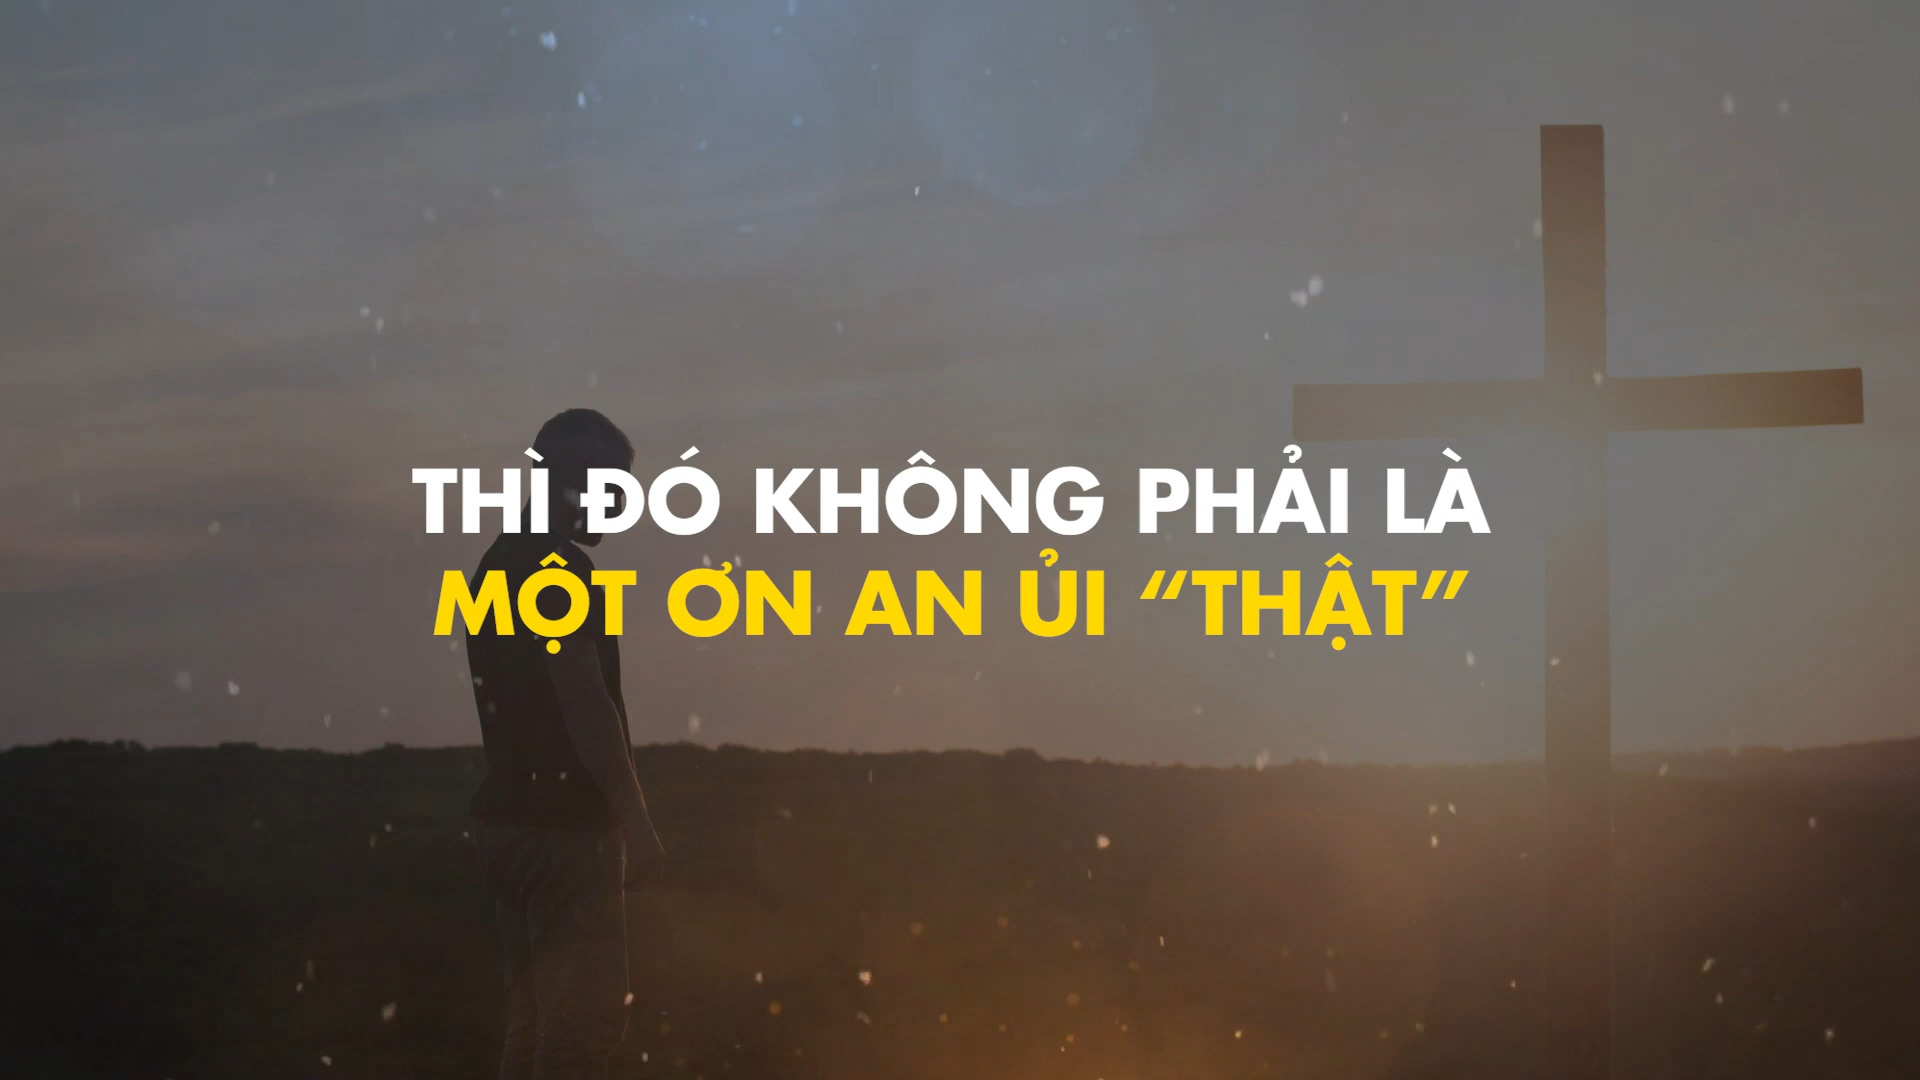 THÌ ĐÓ KHÔNG PHẢI LÀ
MỘT ƠN AN ỦI “THẬT”